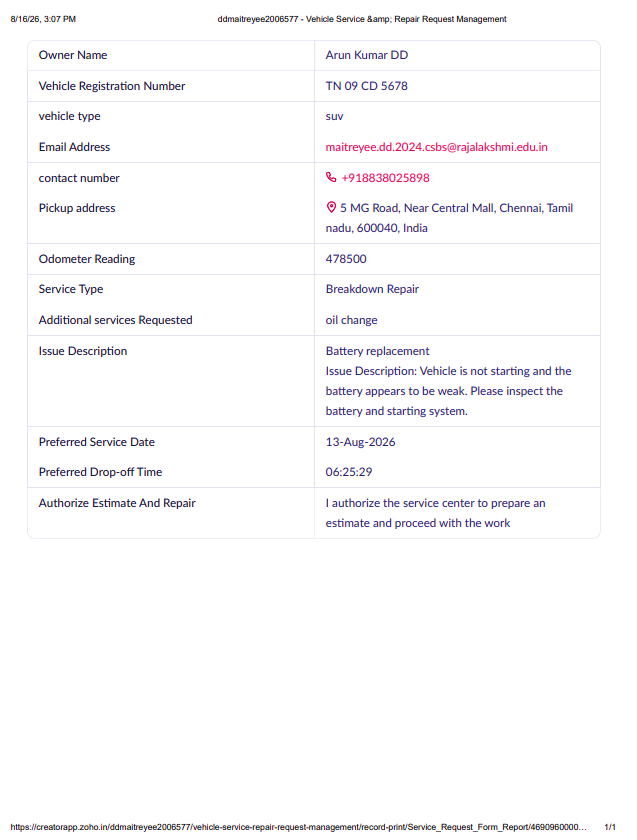 8/16/26, 3:07 PM ddmaitreyee2006577 - Vehicle Service &amp; Repair Request Management
Owner Name Arun Kumar DD
Vehicle Registration Number TN 09 CD 5678
vehicle type suv
Email Address maitreyee.dd.2024.csbs@rajalakshmi.edu.in
contact number +918838025898
Pickup address 5 MG Road, Near Central Mall, Chennai, Tamil
nadu, 600040, India
Odometer Reading 478500
Service Type Breakdown Repair
Additional services Requested oil change
Issue Description Battery replacement
Issue Description: Vehicle is not starting and the
battery appears to be weak. Please inspect the
battery and starting system.
Preferred Service Date 13-Aug-2026
Preferred Drop-off Time 06:25:29
Authorize Estimate And Repair I authorize the service center to prepare an
estimate and proceed with the work
https://creatorapp.zoho.in/ddmaitreyee2006577/vehicle-service-repair-request-management/record-print/Service_Request_Form_Report/4690960000... 1/1